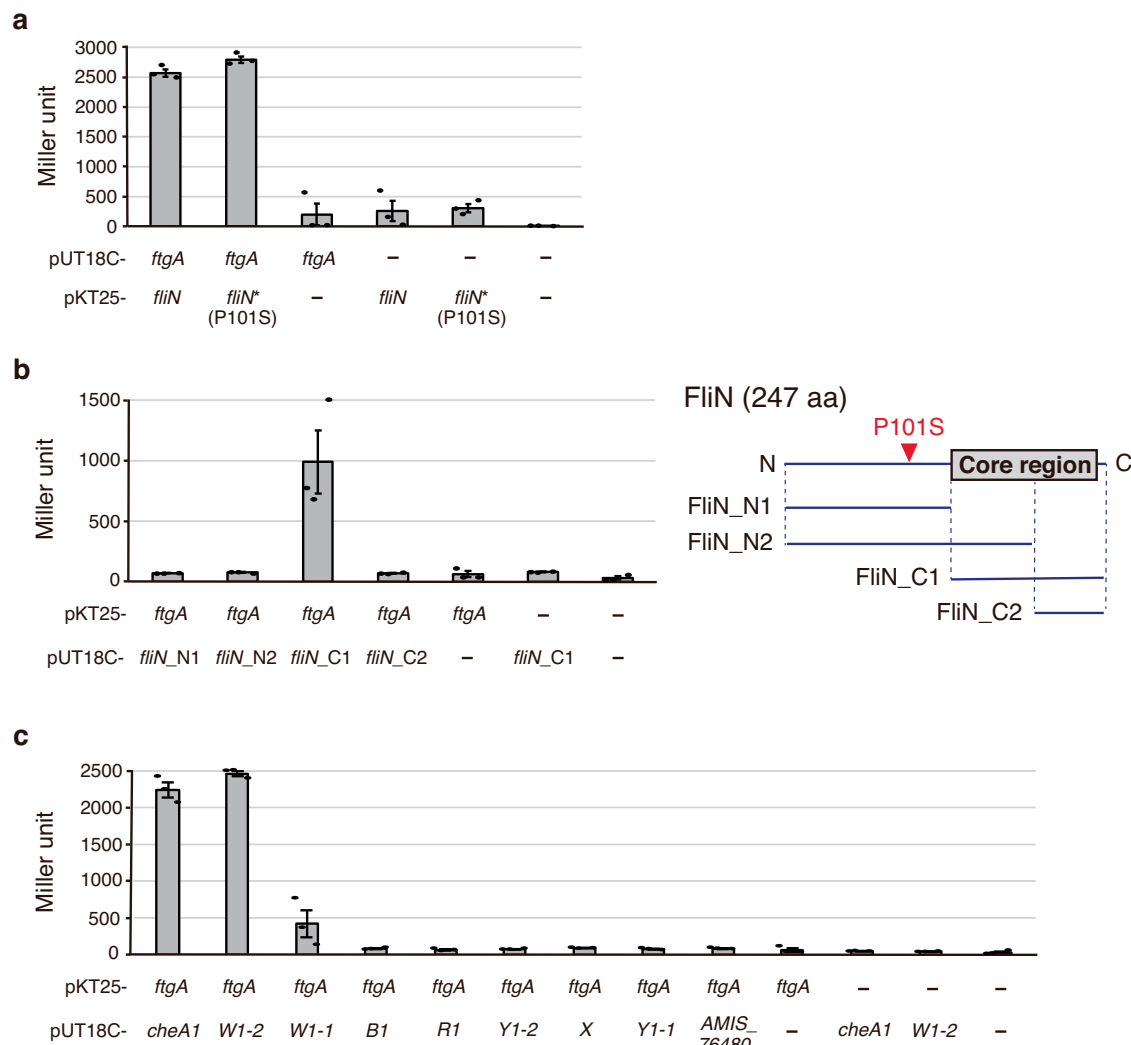 a
3000
2500
2000
1500
1000
500
0
Miller unit
pUT18C- ftgA ftgA ftgA – – –
pKT25- fliN fliN* – fliN fliN* –
(P101S) (P101S)
b
1500
1000
500
0
Miller unit
pKT25- ftgA ftgA ftgA ftgA ftgA – –
pUT18C- fliN_N1 fliN_N2 fliN_C1 fliN_C2 – fliN_C1 –
FliN (247 aa)
P101S
N Core region C
FliN_N1
FliN_N2
FliN_C1
FliN_C2
c
2500
2000
1500
1000
500
0
Miller unit
pKT25- ftgA ftgA ftgA ftgA ftgA ftgA ftgA ftgA ftgA ftgA – – –
pUT18C- cheA1 W1-2 W1-1 B1 R1 Y1-2 X Y1-1 AMIS_ – cheA1 W1-2 –
76480